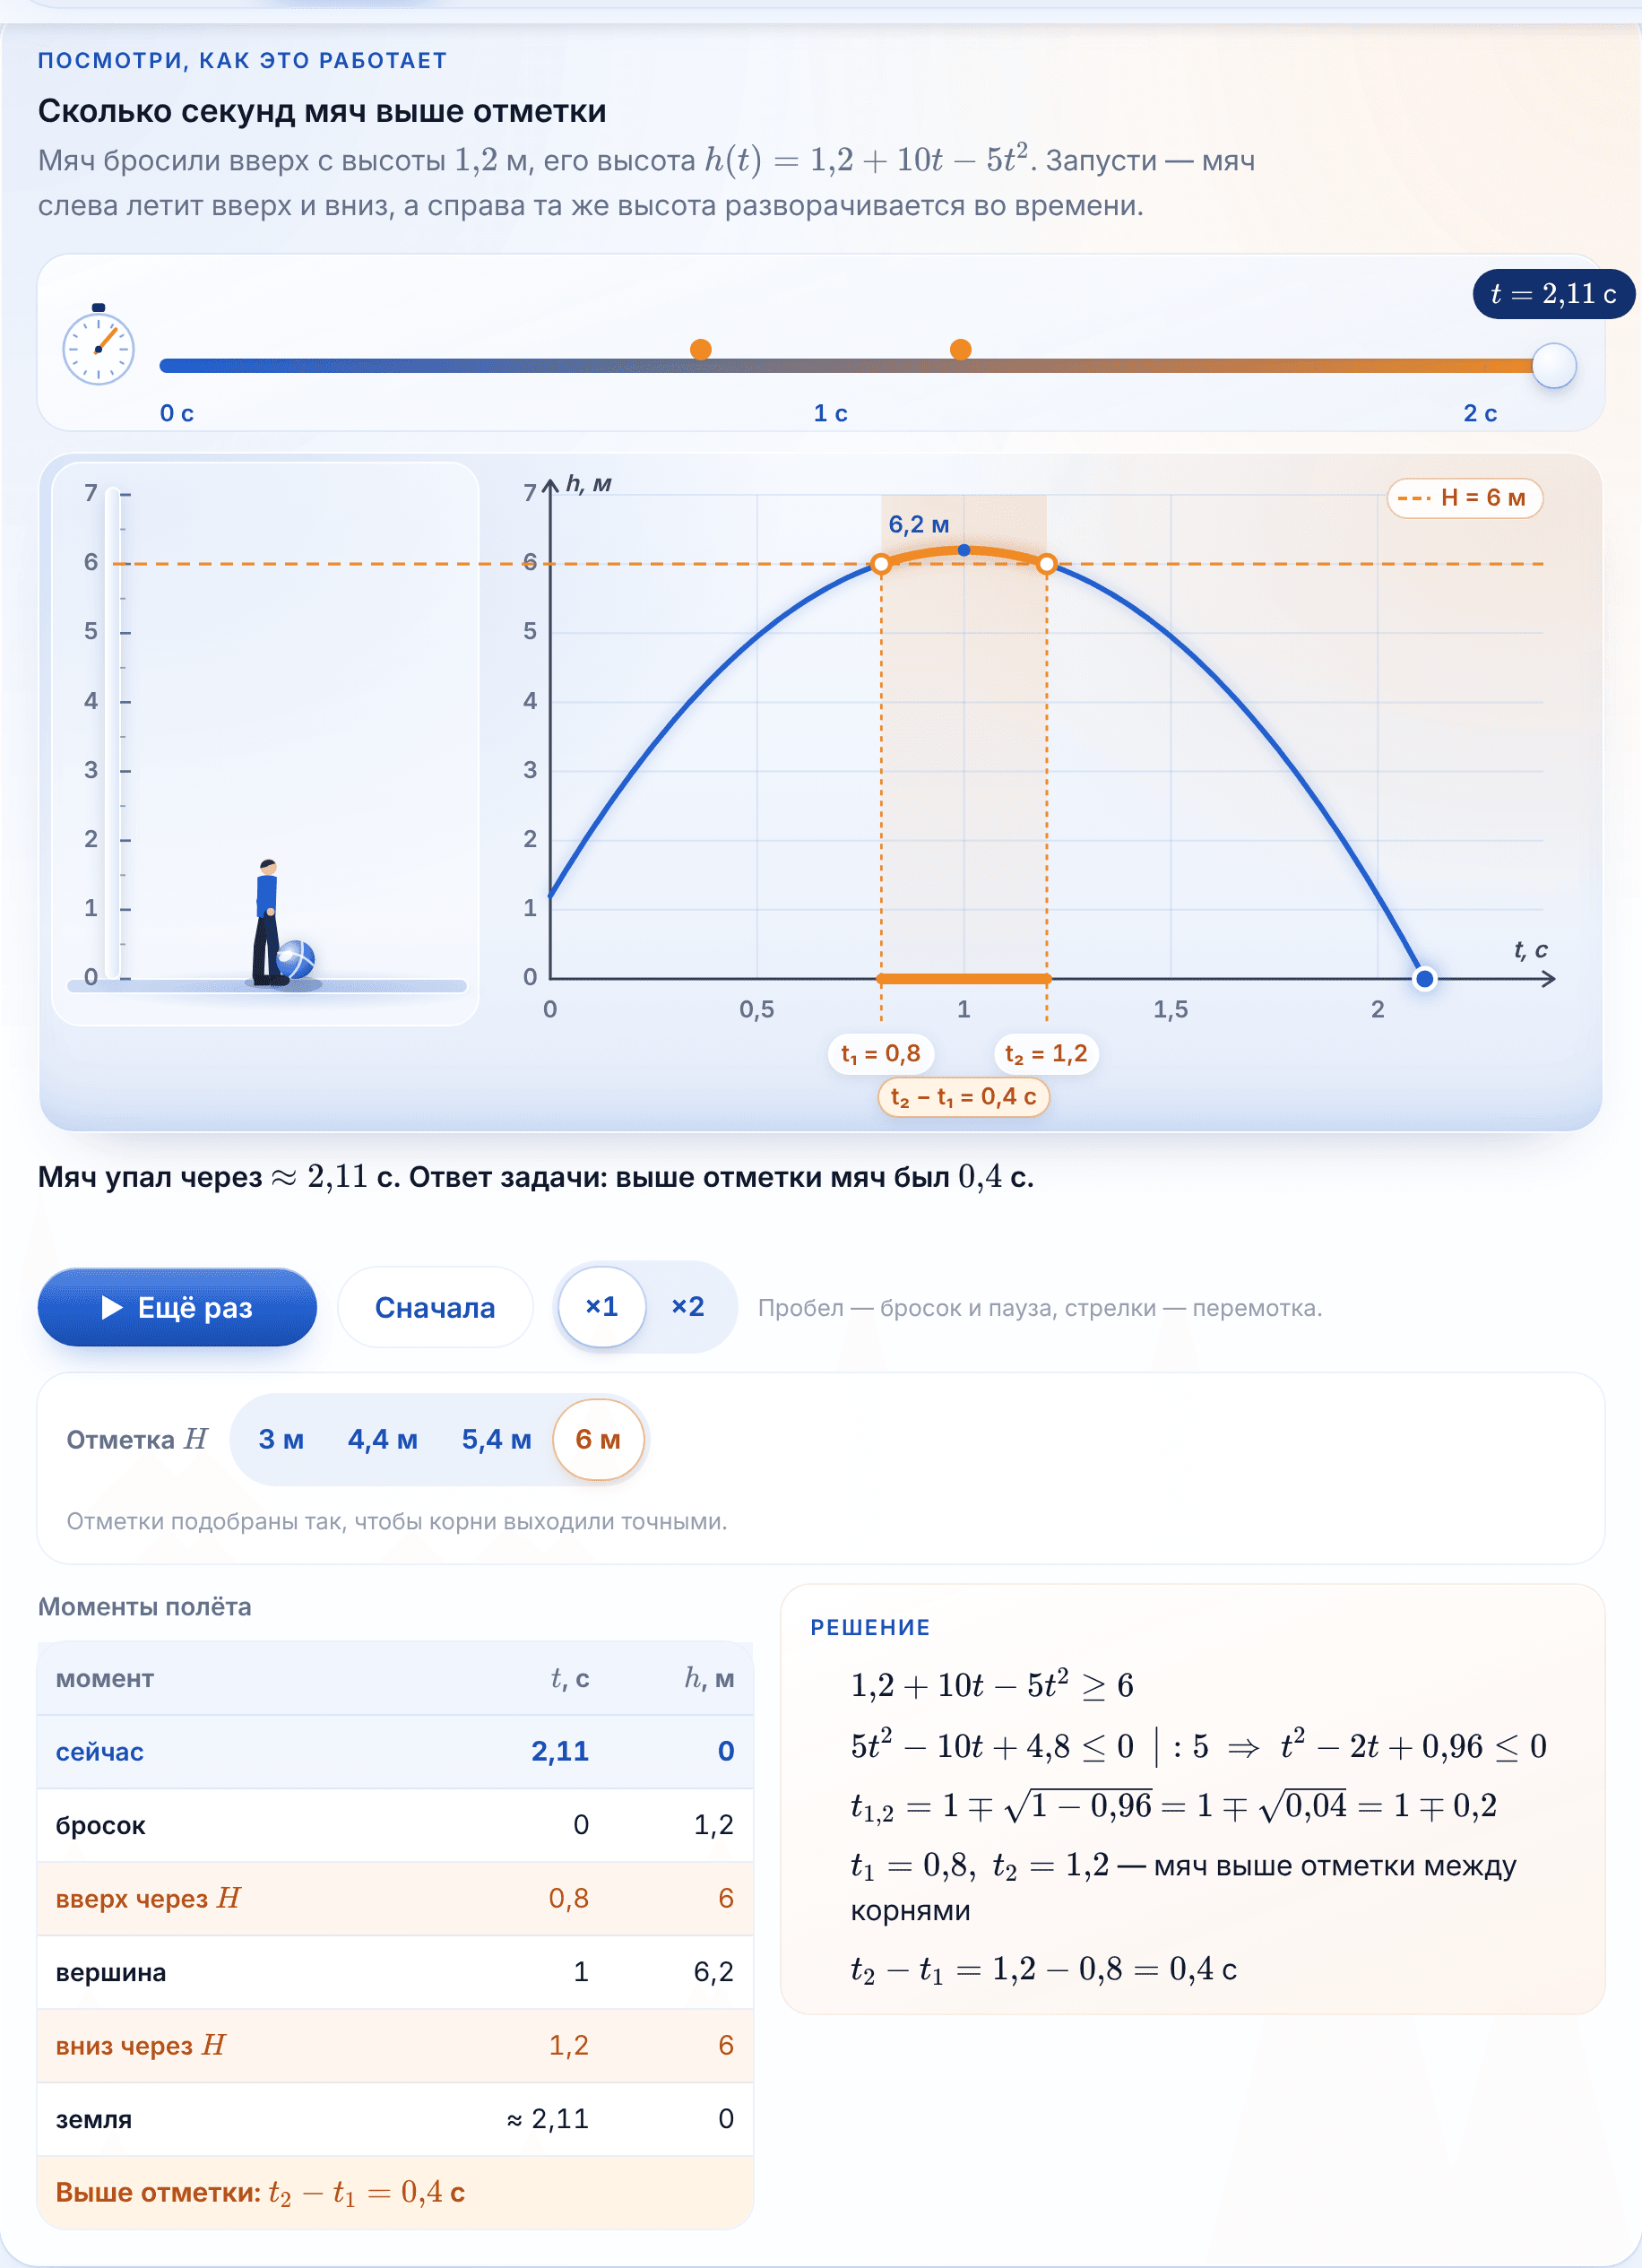 ПОСМОТРИ, КАК ЭТО РАБОТАЕТ
Сколько секунд мяч выше отметки
Мяч бросили вверх с высоты 1,2 м, его высота h(t) = 1,2 + 10t − 5t². Запусти — мяч
слева летит вверх и вниз, а справа та же высота разворачивается во времени.
t = 2,11 с
0 с 1 с 2 с
7
6
5
4
3
2
1
0
h, м
7
6
5
4
3
2
1
0
6,2 м
H = 6 м
t, с
0 0,5 1 1,5 2
t₁ = 0,8 t₂ = 1,2
t₂ − t₁ = 0,4 с
Мяч упал через ≈ 2,11 с. Ответ задачи: выше отметки мяч был 0,4 с.
Ещё раз Сначала ×1 ×2 Пробел — бросок и пауза, стрелки — перемотка.
Отметка H 3 м 4,4 м 5,4 м 6 м
Отметки подобраны так, чтобы корни выходили точными.
Моменты полёта
момент t, с h, м
сейчас 2,11 0
бросок 0 1,2
вверх через H 0,8 6
вершина 1 6,2
вниз через H 1,2 6
земля ≈ 2,11 0
Выше отметки: t₂ − t₁ = 0,4 с
РЕШЕНИЕ
1,2 + 10t − 5t² ≥ 6
5t² − 10t + 4,8 ≤ 0 | : 5 ⇒ t² − 2t + 0,96 ≤ 0
t₁,₂ = 1 ∓ √(1 − 0,96) = 1 ∓ √0,04 = 1 ∓ 0,2
t₁ = 0,8, t₂ = 1,2 — мяч выше отметки между
корнями
t₂ − t₁ = 1,2 − 0,8 = 0,4 с